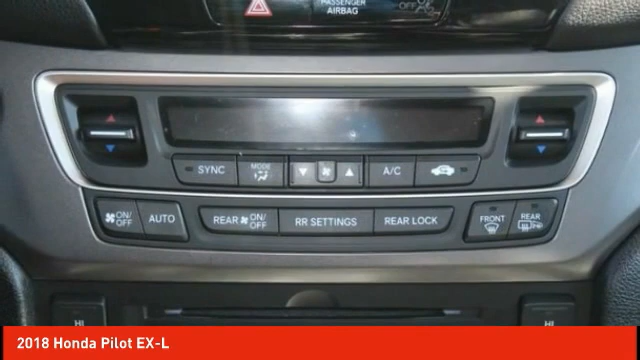 PASSENGER
AIRBAG
OFF
SYNC
MODE
A/C
ON/
OFF
AUTO
REAR
ON/
OFF
RR SETTINGS
REAR LOCK
FRONT
REAR
HI
HI
2018 Honda Pilot EX-L